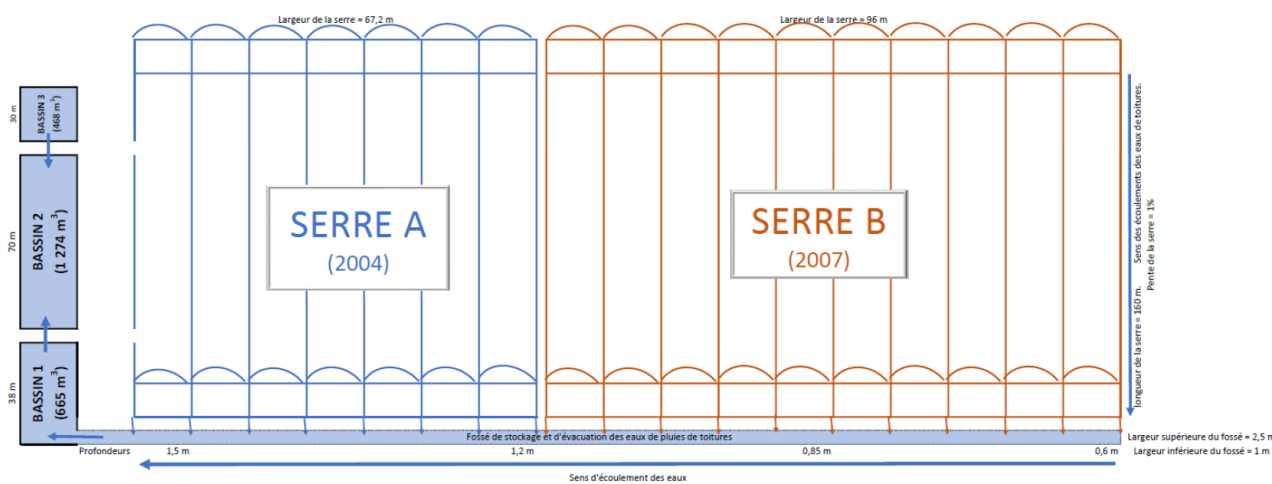 Largeur de la serre = 67,2 m
Largeur de la serre = 96 m
30 m
BASSIN 3
(468 m³)
70 m
BASSIN 2
(1 274 m³)
38 m
BASSIN 1
(665 m³)
SERRE A
(2004)
SERRE B
(2007)
Sens des écoulements des eaux de toitures.
longueur de la serre = 160 m.
Pente de la serre = 1%
Fossé de stockage et d'évacuation des eaux de pluies de toitures
Largeur supérieure du fossé = 2,5 m
Profondeurs
1,5 m
1,2 m
0,85 m
0,6 m
Largeur inférieure du fossé = 1 m
Sens d'écoulement des eaux